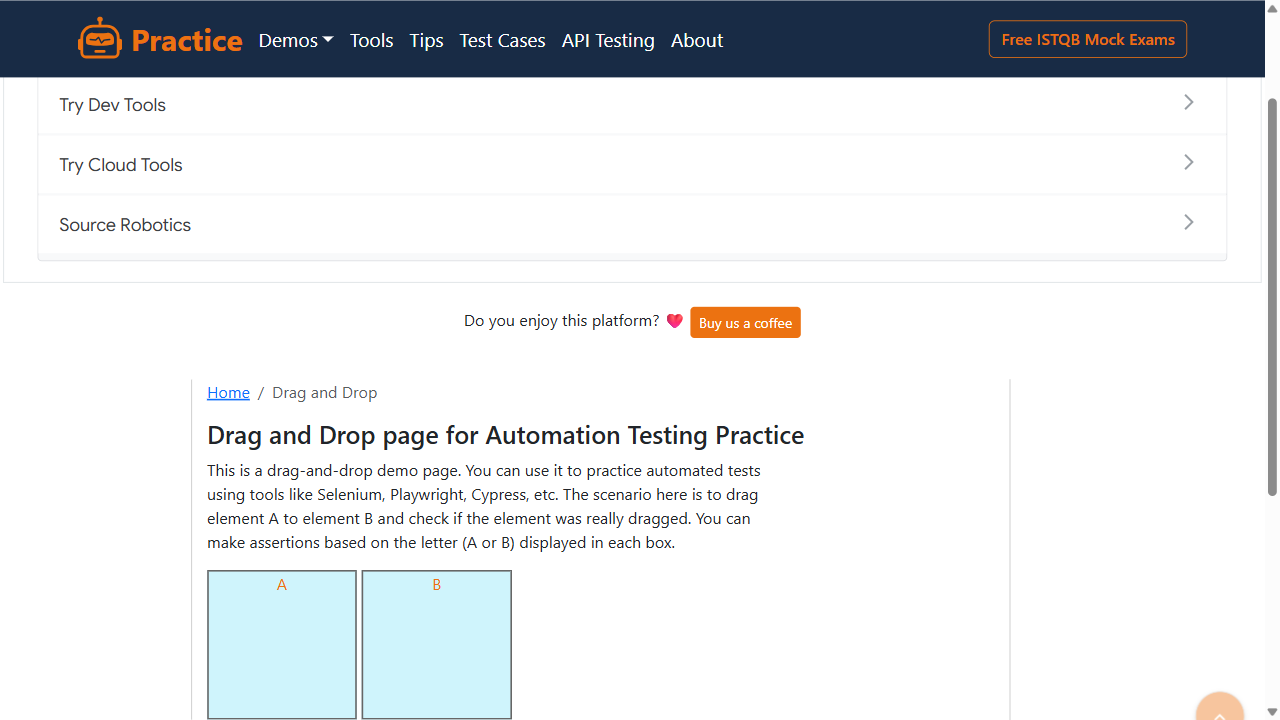 Practice Demos Tools Tips Test Cases API Testing About Free ISTQB Mock Exams
Try Dev Tools
Try Cloud Tools
Source Robotics
Do you enjoy this platform? Buy us a coffee
Home / Drag and Drop
Drag and Drop page for Automation Testing Practice
This is a drag-and-drop demo page. You can use it to practice automated tests
using tools like Selenium, Playwright, Cypress, etc. The scenario here is to drag
element A to element B and check if the element was really dragged. You can
make assertions based on the letter (A or B) displayed in each box.
A B